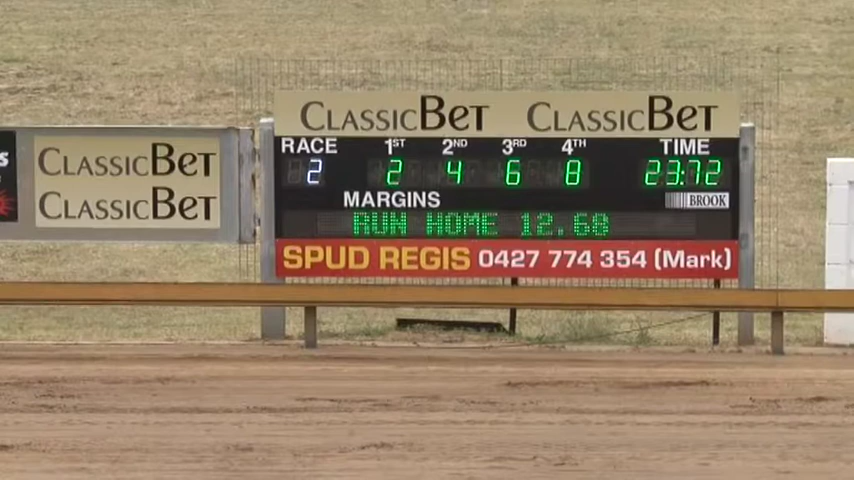 CLASSICBET CLASSICBET
RACE 1ST 2ND 3RD 4TH TIME
2 2 4 6 8 23:72
MARGINS BROOK
RUN HOME 12.68
SPUD REGIS 0427 774 354 (Mark)
CLASSICBET
CLASSICBET